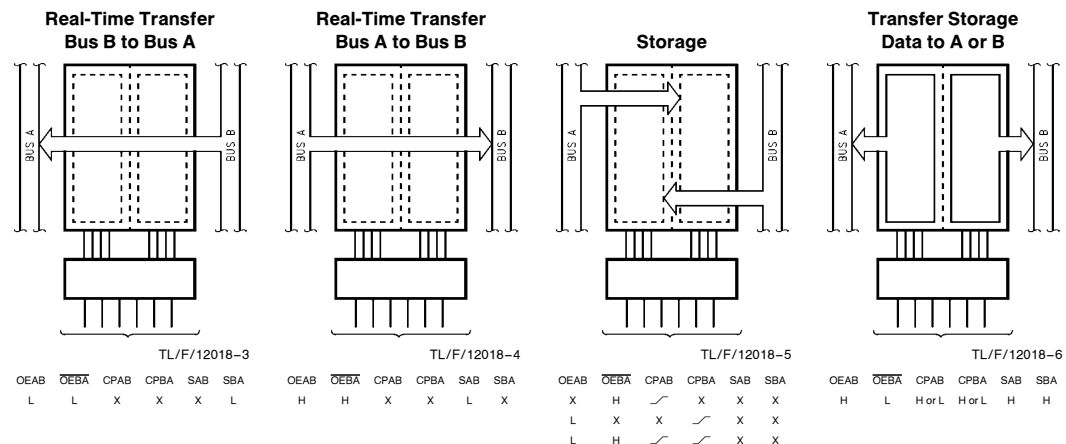 Real-Time Transfer
Bus B to Bus A
BUS A
BUS B
TL/F/12018–3
OEAB OEBA CPAB CPBA SAB SBA
L L X X X L
Real-Time Transfer
Bus A to Bus B
BUS A
BUS B
TL/F/12018–4
OEAB OEBA CPAB CPBA SAB SBA
H H X X L X
Storage
BUS A
BUS B
TL/F/12018–5
OEAB OEBA CPAB CPBA SAB SBA
X H X X X
L X X X X
L H X X
Transfer Storage
Data to A or B
BUS A
BUS B
TL/F/12018–6
OEAB OEBA CPAB CPBA SAB SBA
H L H or L H or L H H